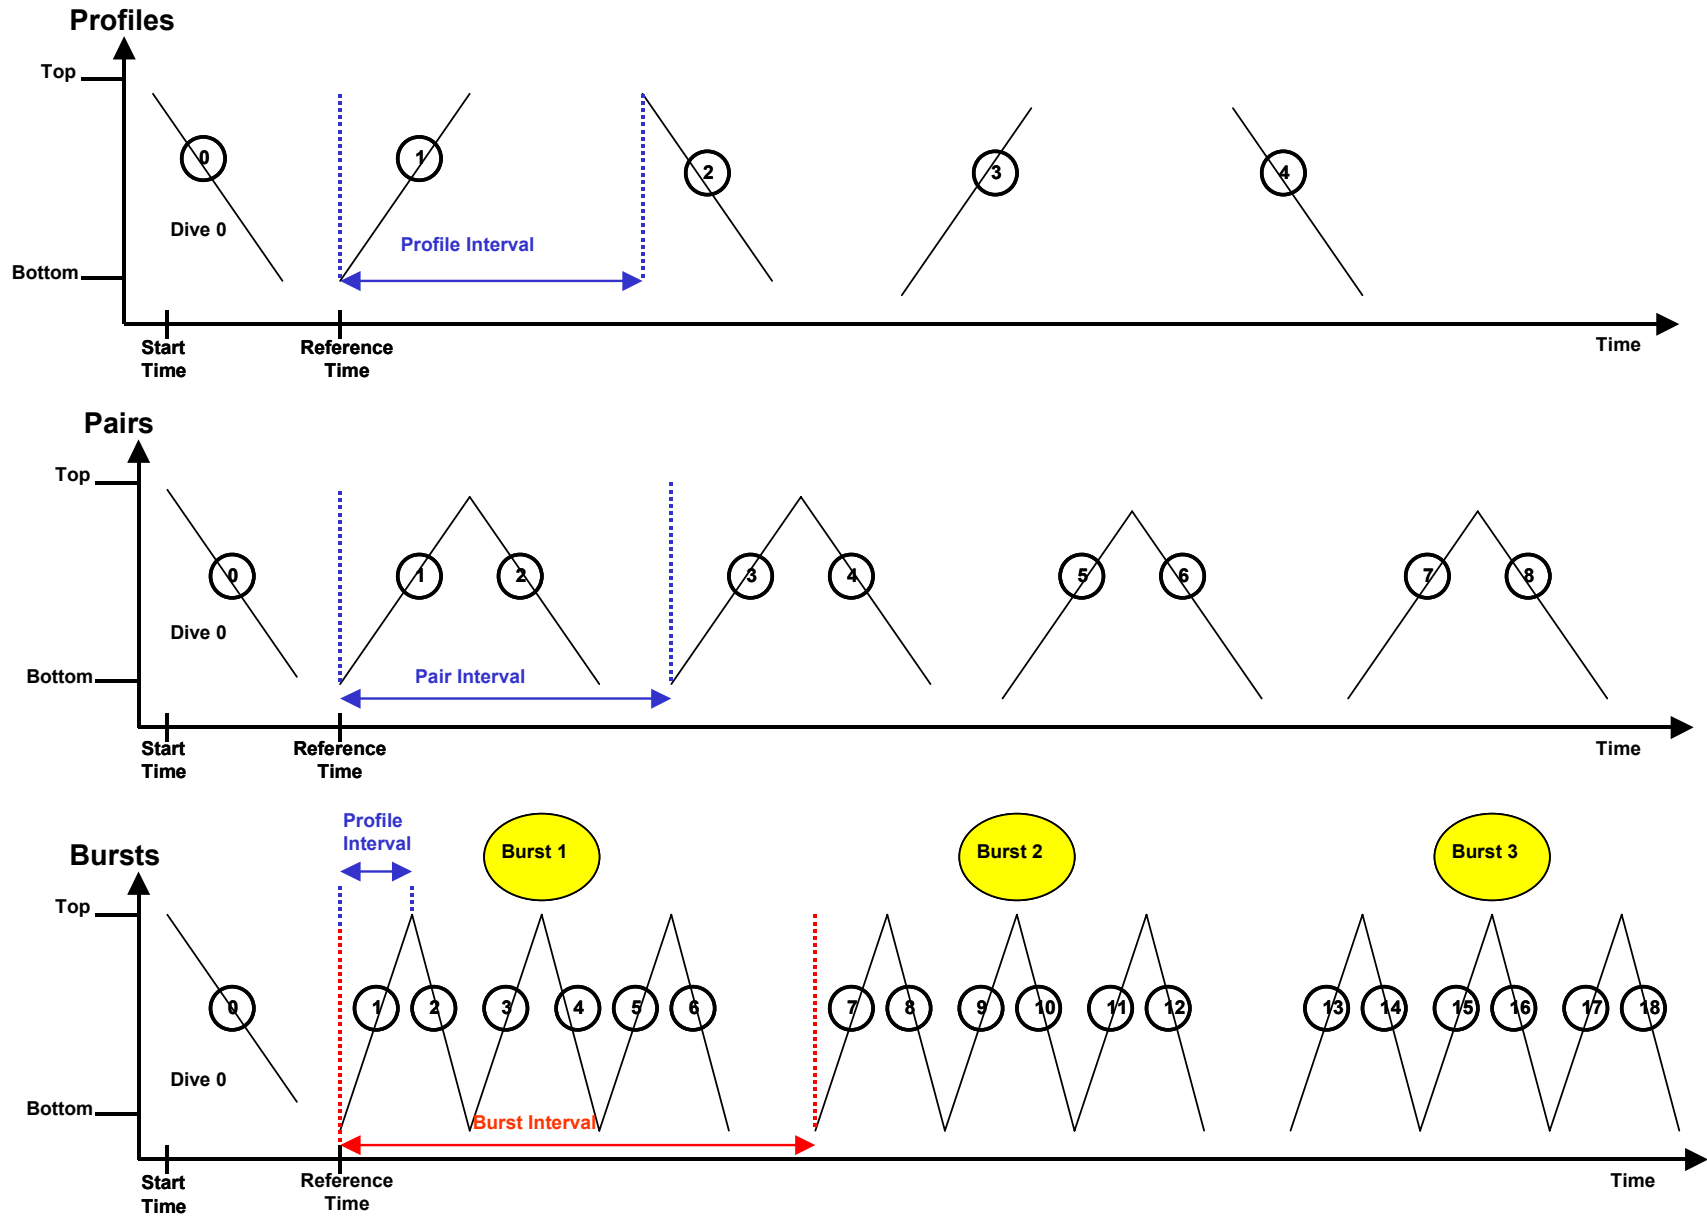 Profiles
Top
0
1
2
3
4
Dive 0
Profile Interval
Bottom
Start
Time
Reference
Time
Time
Pairs
Top
0
1
2
3
4
5
6
7
8
Dive 0
Pair Interval
Bottom
Start
Time
Reference
Time
Time
Profile
Interval
Burst 1
Burst 2
Burst 3
Bursts
Top
0
1
2
3
4
5
6
7
8
9
10
11
12
13
14
15
16
17
18
Dive 0
Bottom
Burst Interval
Start
Time
Reference
Time
Time